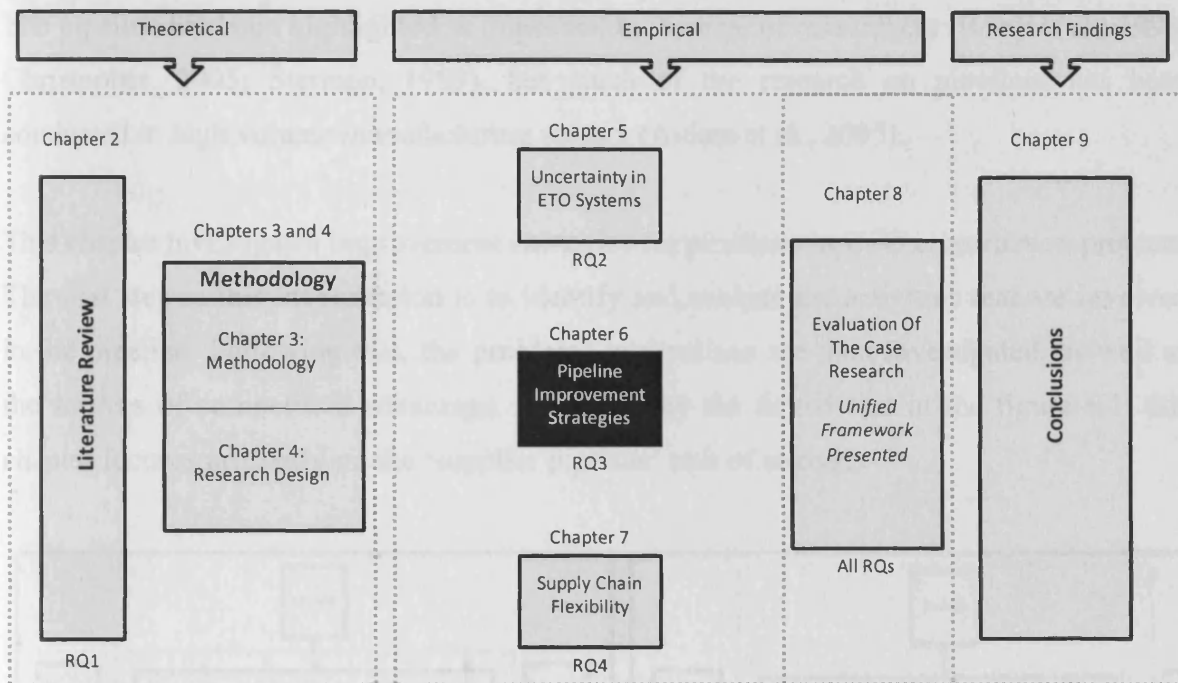 Theoretical
Empirical
Research Findings
Chapter 2
Literature Review
RQ1
Chapters 3 and 4
Methodology
Chapter 3:
Methodology
Chapter 4:
Research Design
Chapter 5
Uncertainty in
ETO Systems
RQ2
Chapter 6
Pipeline
Improvement
Strategies
RQ3
Chapter 7
Supply Chain
Flexibility
RQ4
Chapter 8
Evaluation Of
The Case
Research
Unified
Framework
Presented
All RQs
Chapter 9
Conclusions